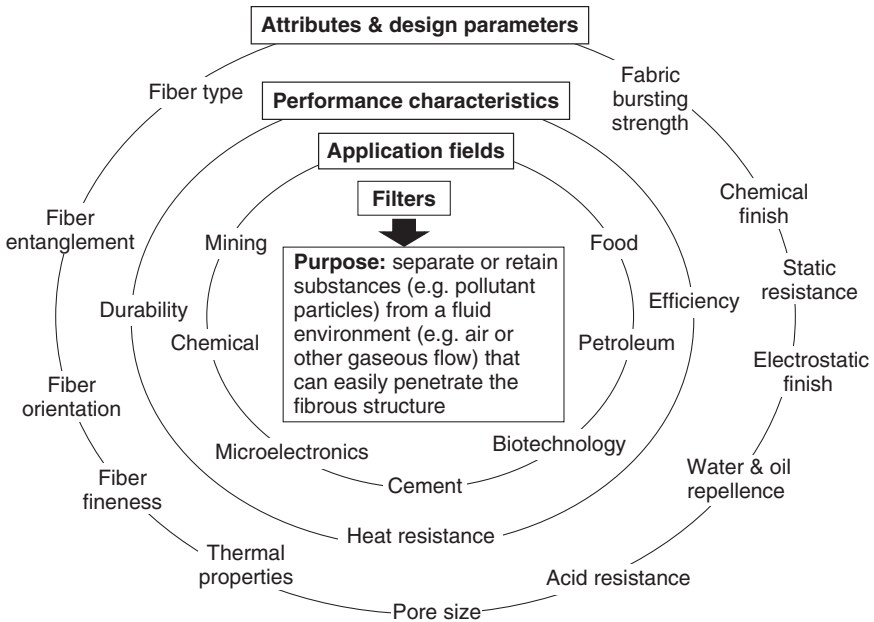 Attributes & design parameters
Fiber type
Fabric
bursting
strength
Performance characteristics
Application fields
Filters
Chemical
finish
Fiber
entanglement
Mining
Food
Purpose: separate or retain
substances (e.g. pollutant
particles) from a fluid
environment (e.g. air or
other gaseous flow) that
can easily penetrate the
fibrous structure
Static
resistance
Durability
Efficiency
Chemical
Petroleum
Electrostatic
finish
Fiber
orientation
Microelectronics
Biotechnology
Cement
Water & oil
repellence
Fiber
fineness
Heat resistance
Thermal
properties
Acid resistance
Pore size